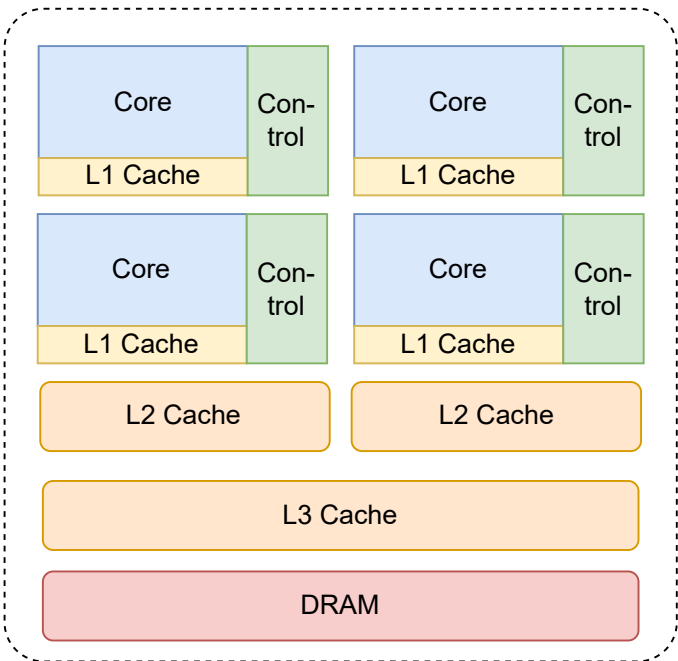 Core
Con-
trol
L1 Cache
Core
Con-
trol
L1 Cache
Core
Con-
trol
L1 Cache
Core
Con-
trol
L1 Cache
L2 Cache
L2 Cache
L3 Cache
DRAM